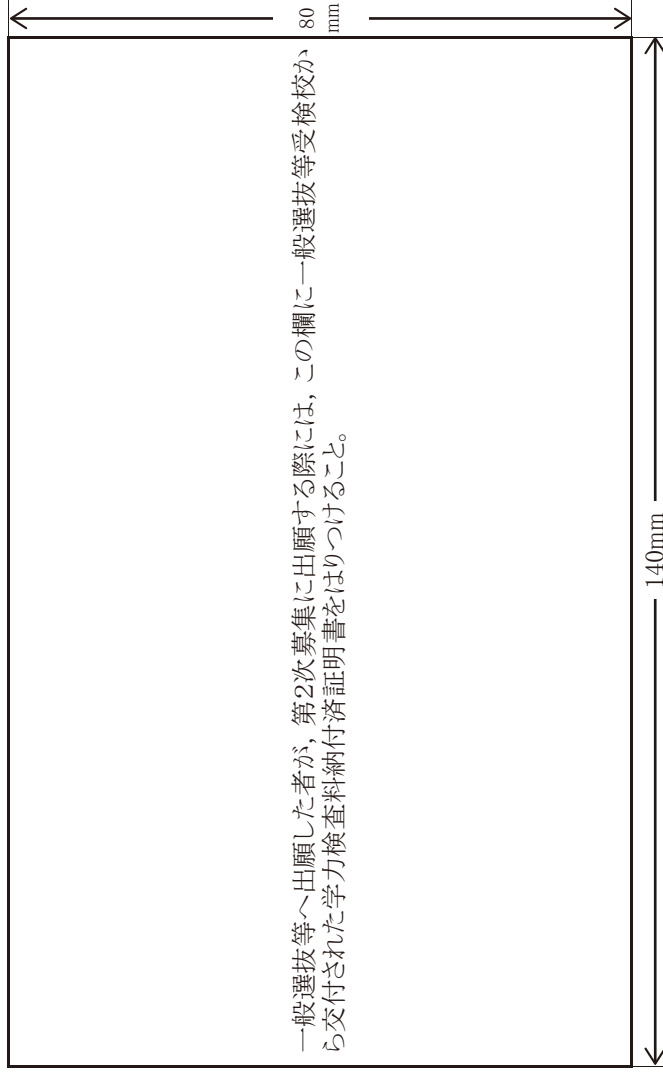 80
mm
一般選抜等へ出願した者が，第2次募集に出願する際には，この欄に一般選抜等受検校か
ら交付された学力検査料納付済証明書をはりつけること。
140mm